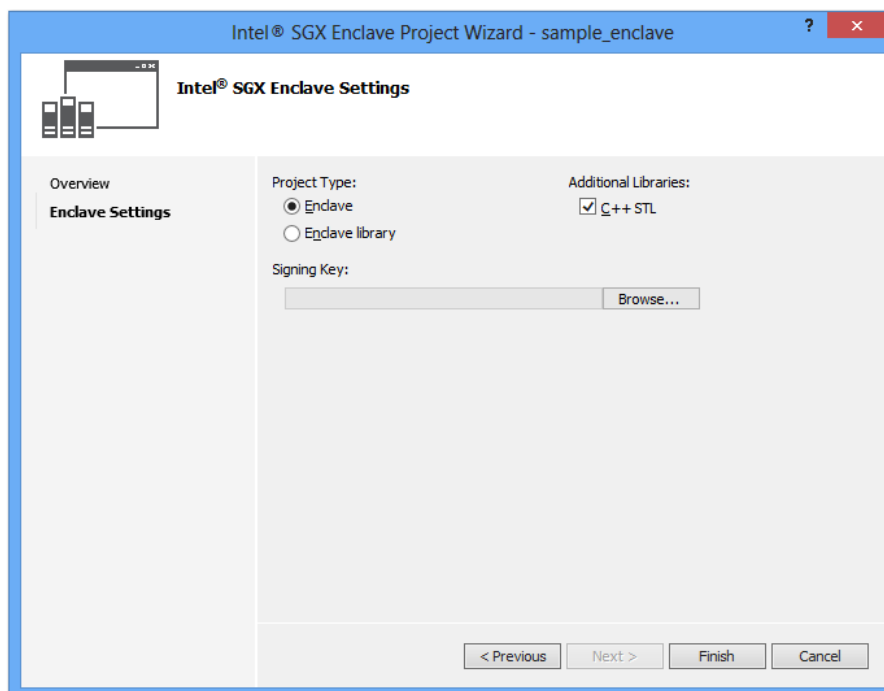 Intel® SGX Enclave Project Wizard - sample_enclave
?
Intel® SGX Enclave Settings
Overview
Enclave Settings
Project Type:
Enclave
Enclave library
Additional Libraries:
C++ STL
Signing Key:
Browse...
< Previous
Next >
Finish
Cancel